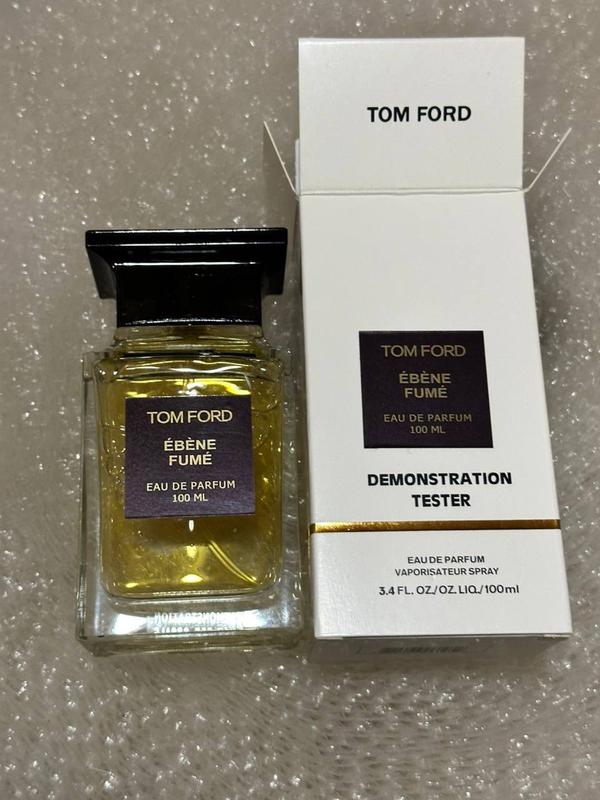 TOM FORD
TOM FORD
ÉBÈNE
FUMÉ
EAU DE PARFUM
100 ML
DEMONSTRATION
TESTER
EAU DE PARFUM
VAPORISATEUR SPRAY
3.4 FL. OZ./OZ. LIQ./100ml
TOM FORD
ÉBÈNE
FUMÉ
EAU DE PARFUM
100 ML